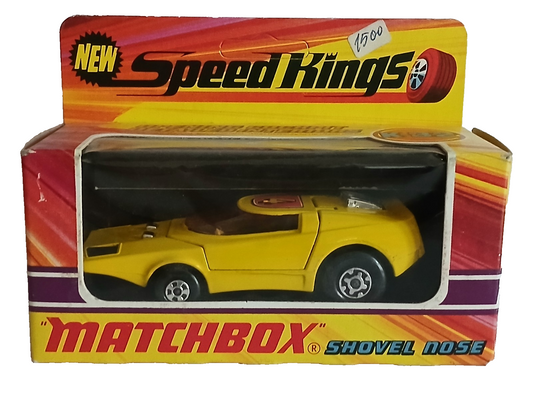 NEW
Speed Kings
1500
"MATCHBOX"®
SHOVEL NOSE